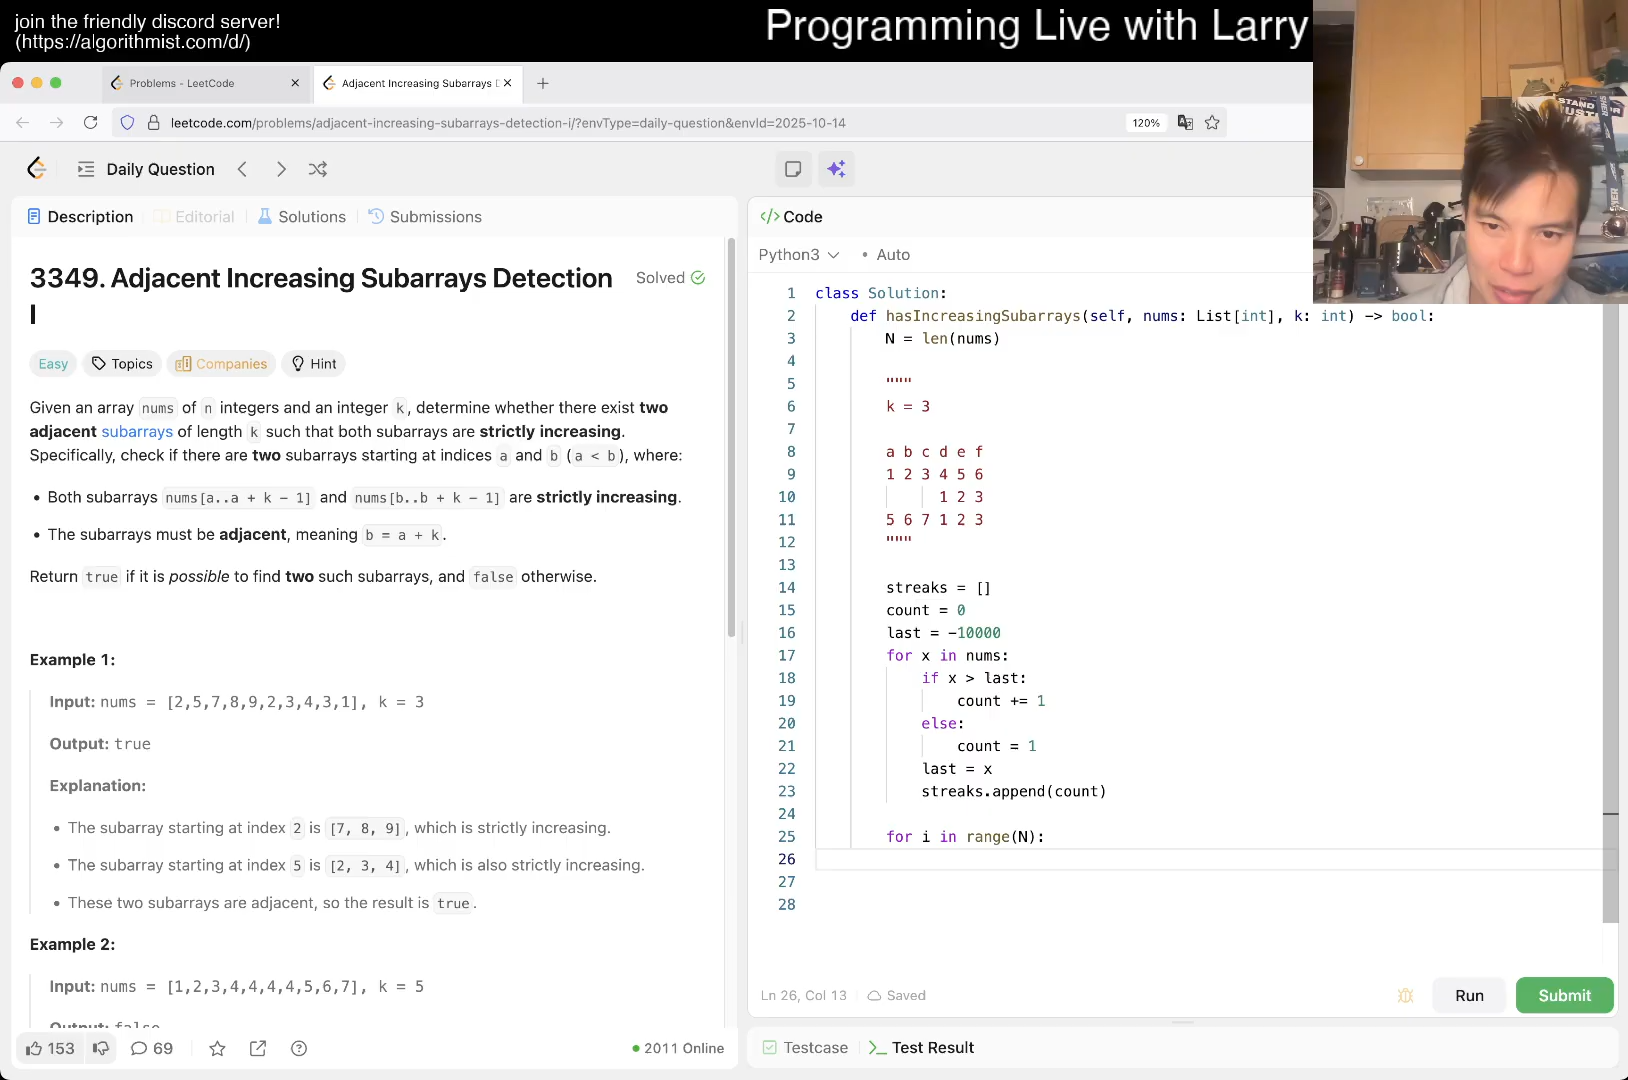 join the friendly discord server!
(https://algorithmist.com/d/)
Programming Live with Larry
Problems - LeetCode
Adjacent Increasing Subarrays D
leetcode.com/problems/adjacent-increasing-subarrays-detection-i/?envType=daily-question&envId=2025-10-14
120%
Daily Question
Description
Editorial
Solutions
Submissions
3349. Adjacent Increasing Subarrays Detection
I
Solved
Easy
Topics
Companies
Hint
Given an array nums of n integers and an integer k, determine whether there exist two
adjacent subarrays of length k such that both subarrays are strictly increasing.
Specifically, check if there are two subarrays starting at indices a and b (a < b), where:
• Both subarrays nums[a..a + k - 1] and nums[b..b + k - 1] are strictly increasing.
• The subarrays must be adjacent, meaning b = a + k.
Return true if it is possible to find two such subarrays, and false otherwise.
Example 1:
Input: nums = [2,5,7,8,9,2,3,4,3,1], k = 3
Output: true
Explanation:
• The subarray starting at index 2 is [7, 8, 9], which is strictly increasing.
• The subarray starting at index 5 is [2, 3, 4], which is also strictly increasing.
• These two subarrays are adjacent, so the result is true.
Example 2:
Input: nums = [1,2,3,4,4,4,4,5,6,7], k = 5
Output: false
153
69
2011 Online
</> Code
Python3
• Auto
1 class Solution:
2 def hasIncreasingSubarrays(self, nums: List[int], k: int) -> bool:
3 N = len(nums)
4
5 """
6 k = 3
7
8 a b c d e f
9 1 2 3 4 5 6
10 1 2 3
11 5 6 7 1 2 3
12 """
13
14 streaks = []
15 count = 0
16 last = -10000
17 for x in nums:
18 if x > last:
19 count += 1
20 else:
21 count = 1
22 last = x
23 streaks.append(count)
24
25 for i in range(N):
26
27
28
Ln 26, Col 13
Saved
Run
Submit
Testcase
Test Result